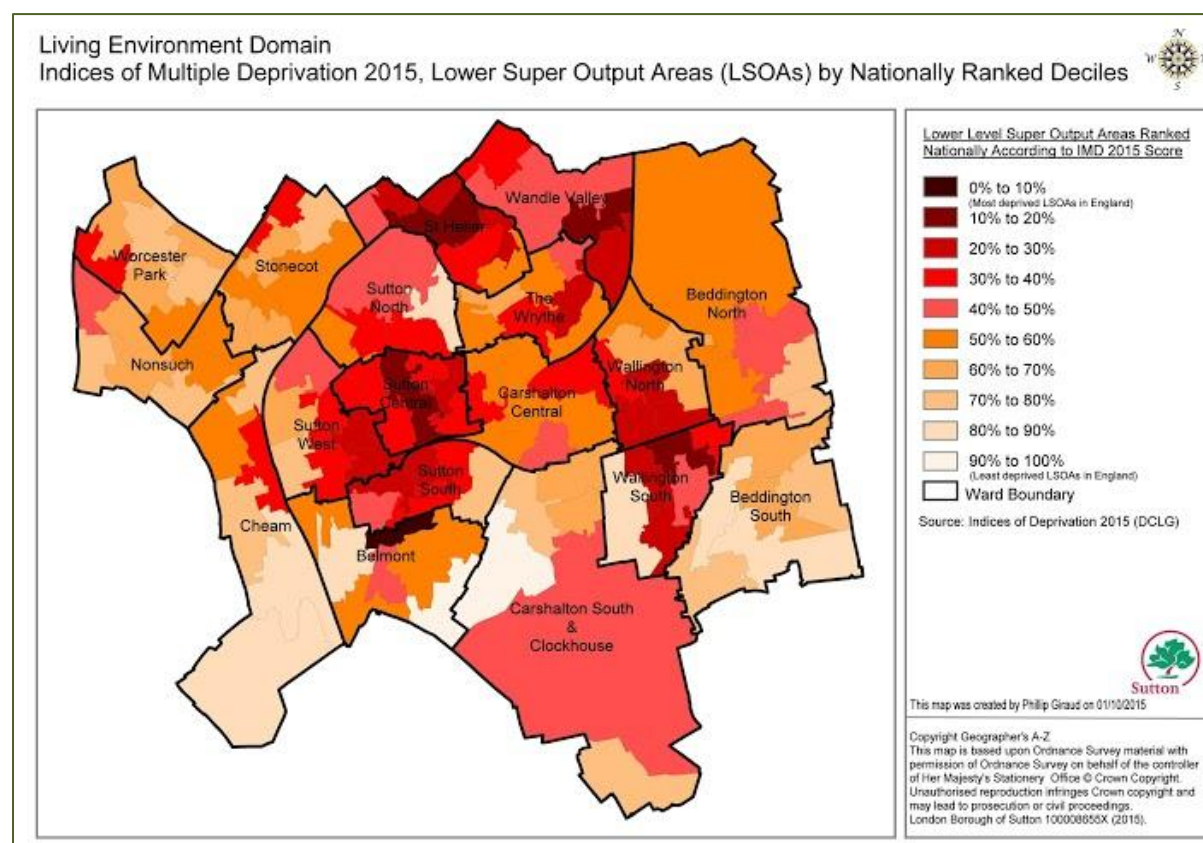 Living Environment Domain
Indices of Multiple Deprivation 2015, Lower Super Output Areas (LSOAs) by Nationally Ranked Deciles
N
W
S
Wandle Valley
St Helier
Worcester
Park
Stonecot
Sutton
North
The
Wrythe
Beddington
North
Nonsuch
Sutton
Central
Carshalton
Central
Wallington
North
Sutton
West
Sutton
South
Wallington
South
Beddington
South
Cheam
Belmont
Carshalton South
&
Clockhouse
Lower Level Super Output Areas Ranked
Nationally According to IMD 2015 Score
0% to 10%
(Most deprived LSOAs in England)
10% to 20%
20% to 30%
30% to 40%
40% to 50%
50% to 60%
60% to 70%
70% to 80%
80% to 90%
90% to 100%
(Least deprived LSOAs in England)
Ward Boundary
Source: Indices of Deprivation 2015 (DCLG)
Sutton
This map was created by Phillip Giraud on 01/10/2015
Copyright Geographer's A-Z
This map is based upon Ordnance Survey material with
permission of Ordnance Survey on behalf of the controller
of Her Majesty's Stationery Office © Crown Copyright.
Unauthorised reproduction infringes Crown copyright and
may lead to prosecution or civil proceedings.
London Borough of Sutton 100008655X (2015).